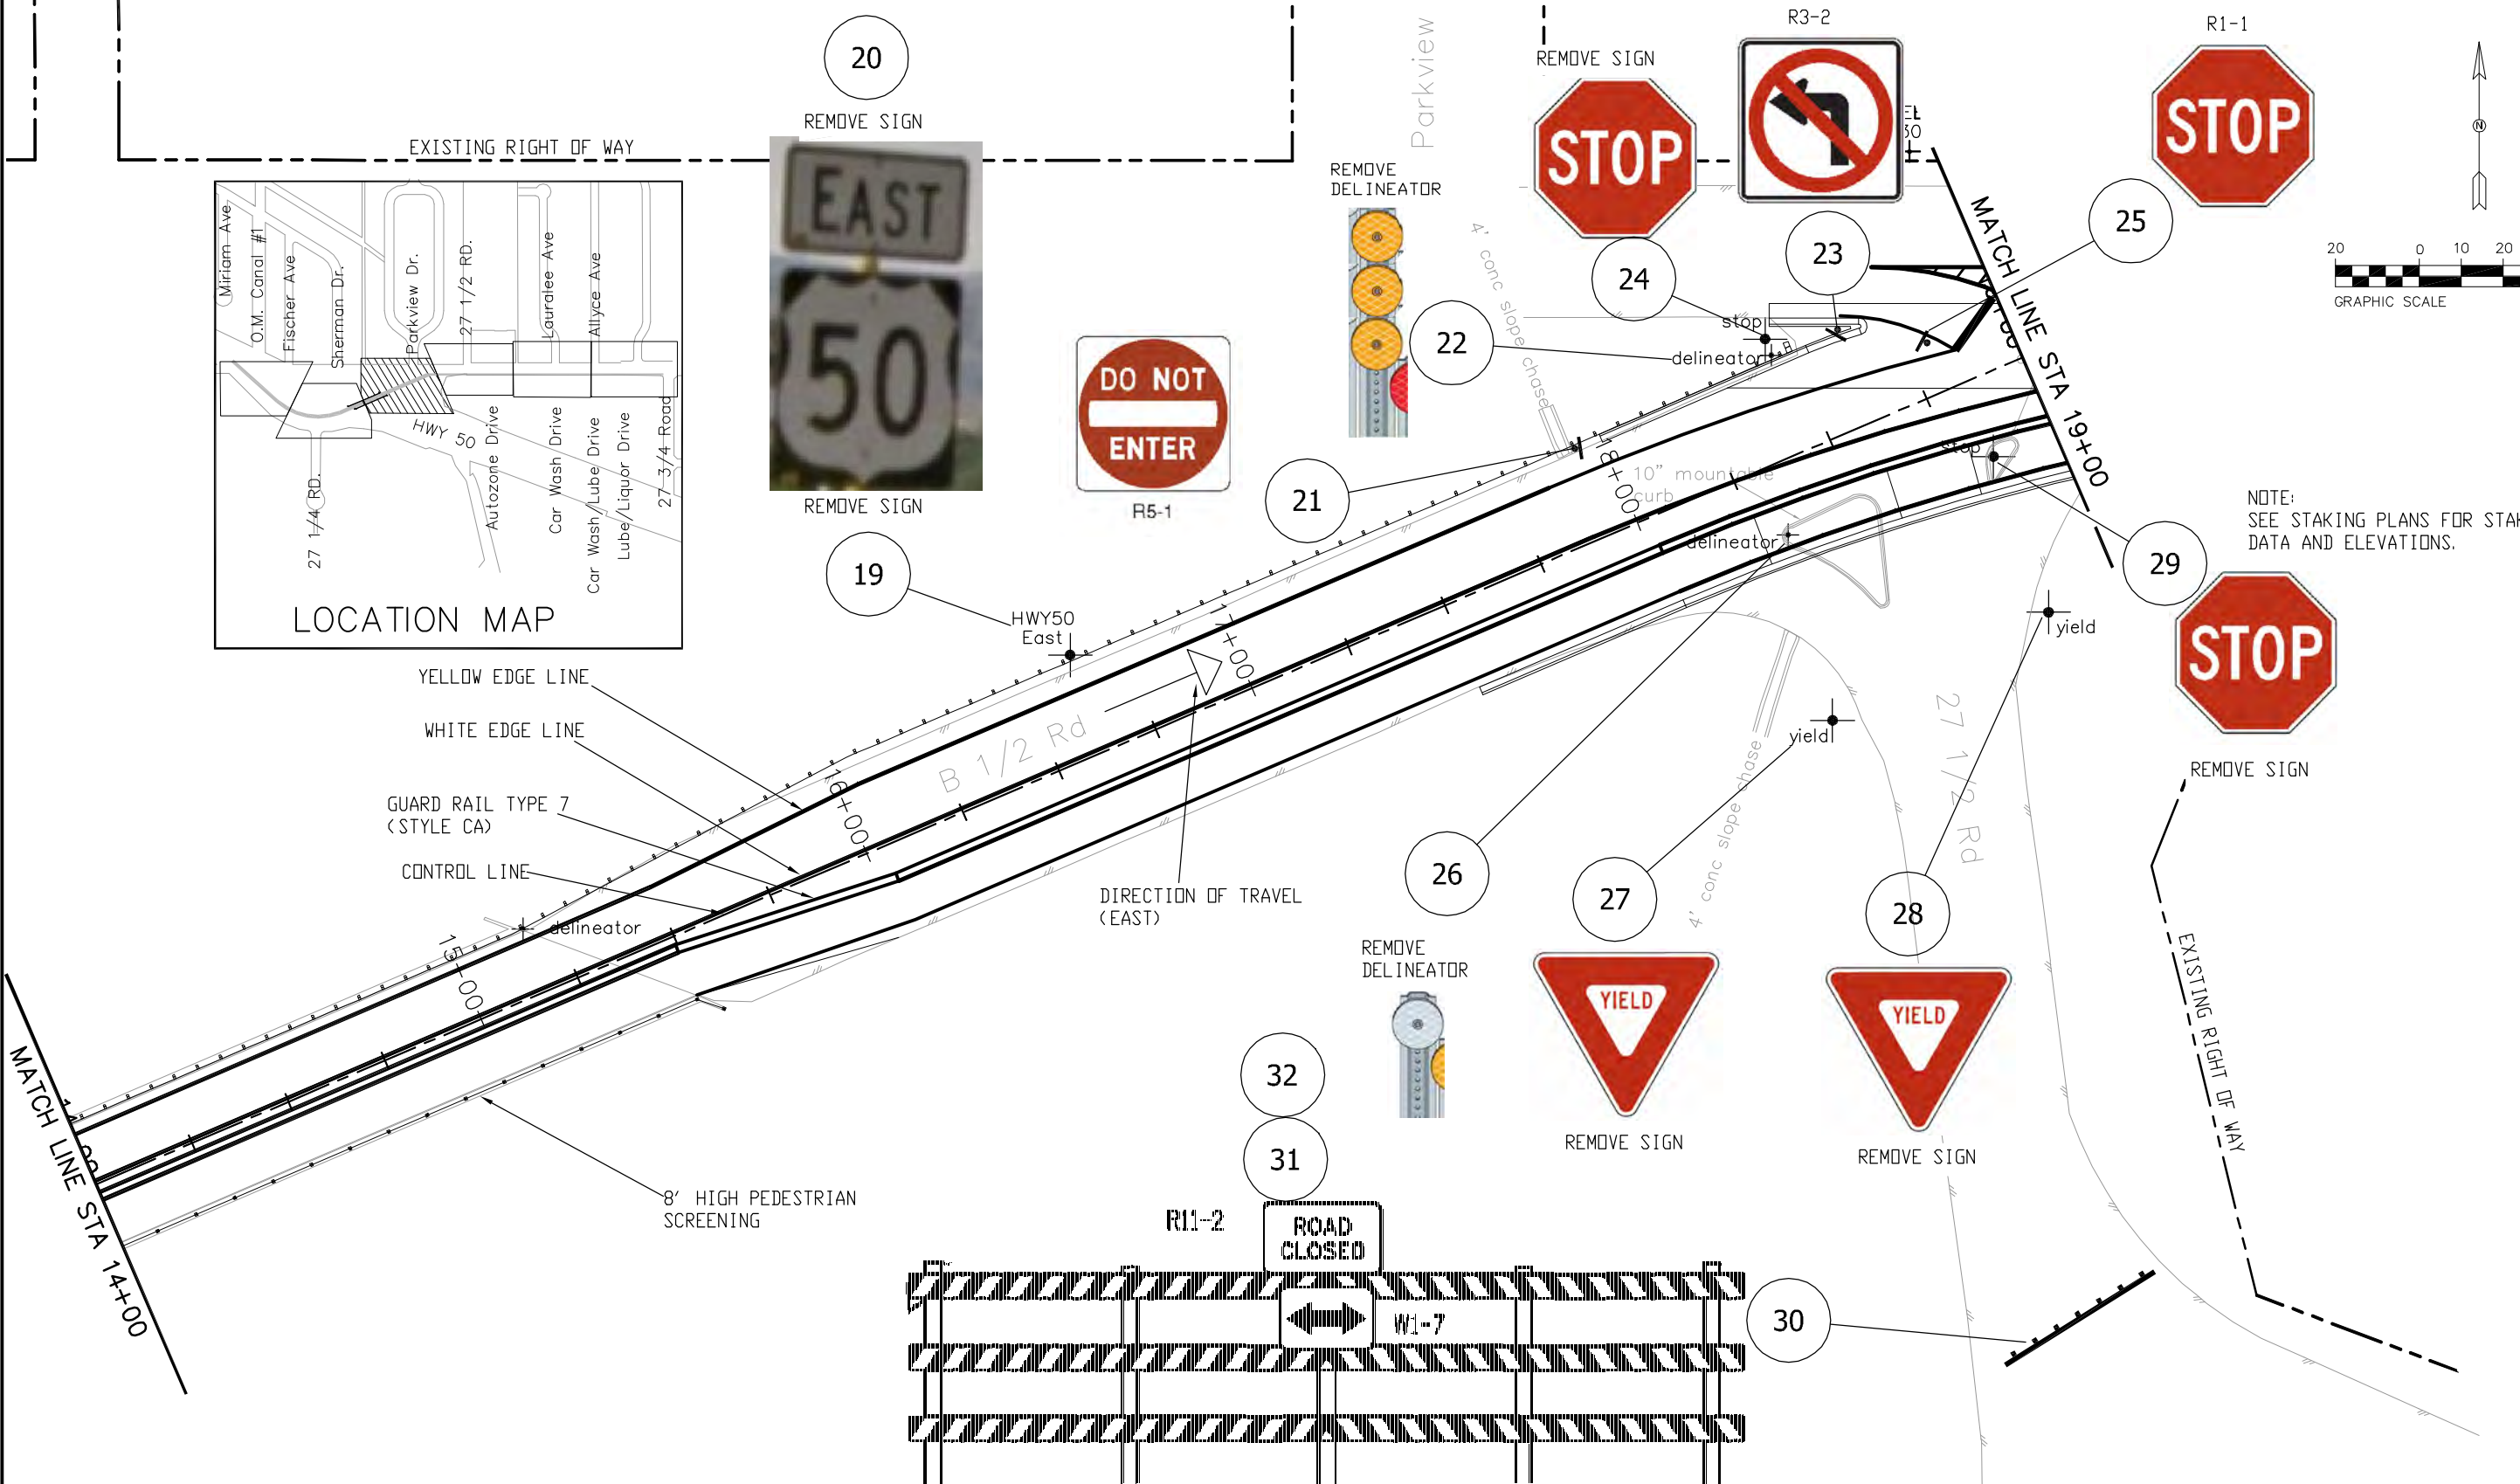 20
REMOVE SIGN
EAST
50
REMOVE SIGN
19
EXISTING RIGHT OF WAY
Miriam Ave
O.M. Canal #1
Fischer Ave
Sherman Dr.
Parkview Dr.
27 1/2 RD.
Lauralee Ave
Allyce Ave
HWY 50
27 1/4 RD.
Autozone Drive
Car Wash Drive
Car Wash/Lube Drive
Lube/Liquor Drive
27 3/4 Road
LOCATION MAP
DO NOT
ENTER
R5-1
Parkview
REMOVE
DELINEATOR
22
21
REMOVE SIGN
STOP
24
R3-2
23
R1-1
STOP
25
N
20 0 10 20
GRAPHIC SCALE
4' conc slope chase
stop
delineator
MATCH LINE STA 19+00
18+00
10" mountable
curb
stop
delineator
NOTE:
SEE STAKING PLANS FOR
DATA AND ELEVATIONS.
29
STOP
REMOVE SIGN
HWY50
East
17+00
YELLOW EDGE LINE
WHITE EDGE LINE
GUARD RAIL TYPE 7
(STYLE CA)
CONTROL LINE
B 1/2 Rd
16+00
DIRECTION OF TRAVEL
(EAST)
delineator
15+00
MATCH LINE STA 14+00
8' HIGH PEDESTRIAN
SCREENING
yield
yield
27 1/2 Rd
4' conc slope chase
26
REMOVE
DELINEATOR
27
YIELD
REMOVE SIGN
28
YIELD
REMOVE SIGN
EXISTING RIGHT OF WAY
32
31
R11-2
ROAD
CLOSED
W1-7
30